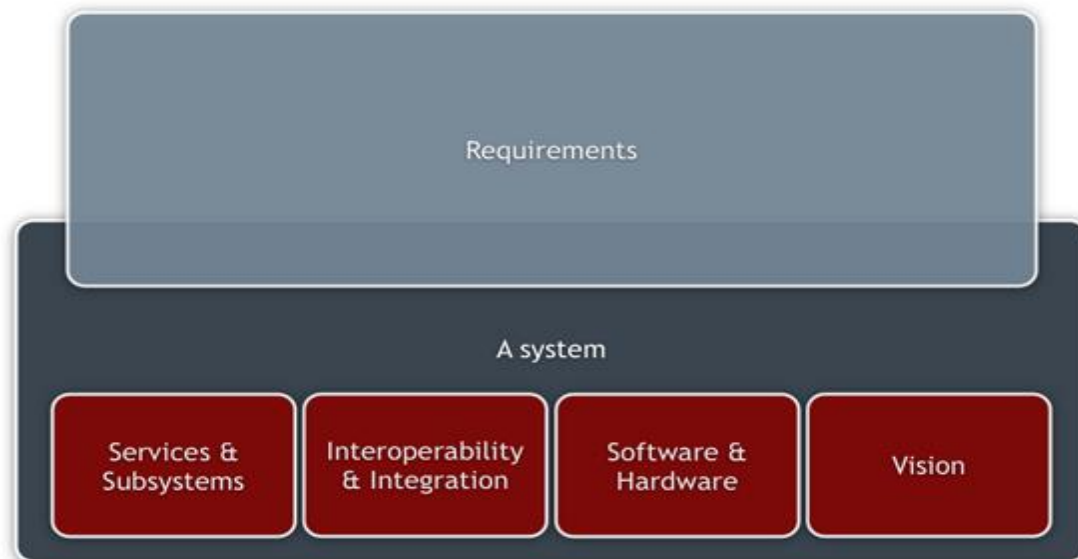 Requirements
A system
Services &
Subsystems
Interoperability
& Integration
Software &
Hardware
Vision